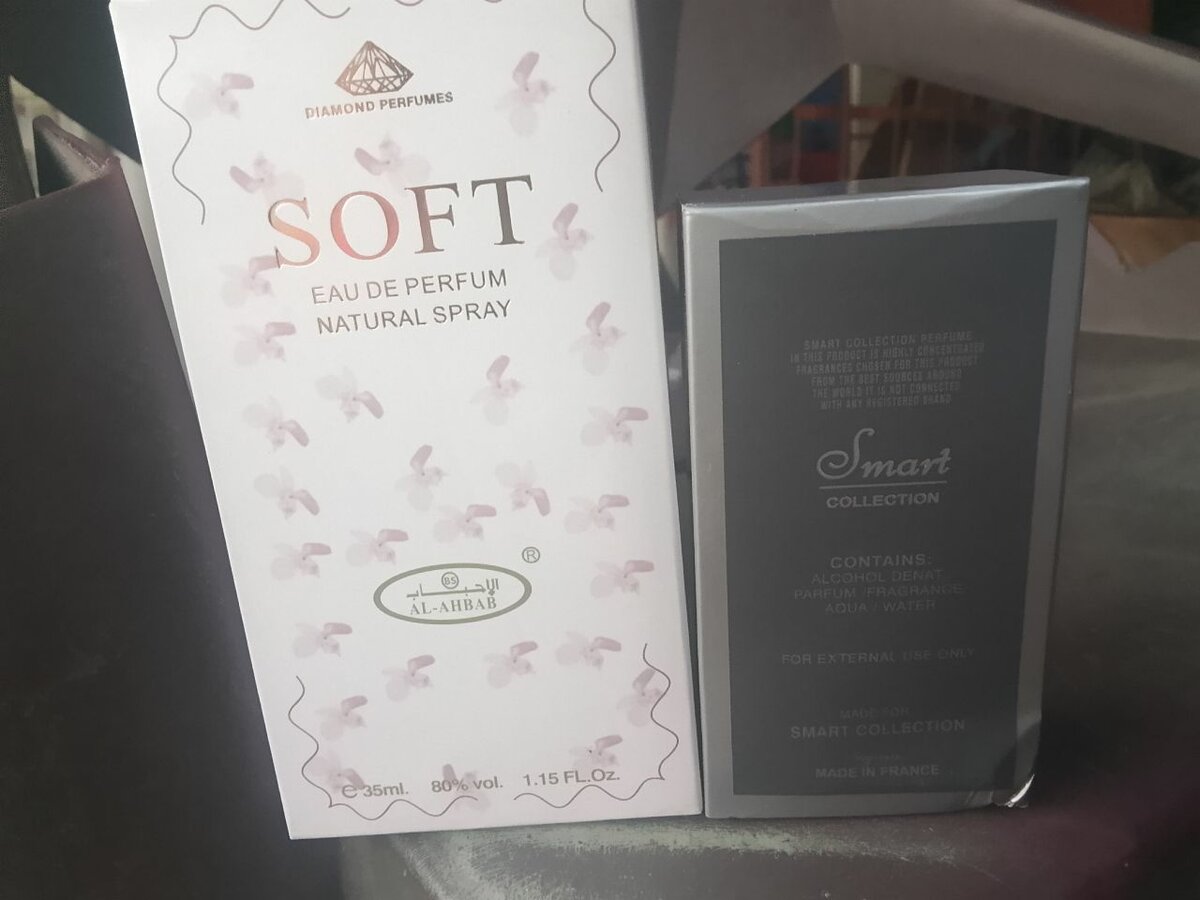 DIAMOND PERFUMES
SOFT
EAU DE PERFUM
NATURAL SPRAY
®
BS
الاحباب
AL-AHBAB
e 35ml. 80% vol. 1.15 FL.Oz.
SMART COLLECTION PERFUME
IN THIS PRODUCT IS HIGHLY CONCENTRATED
FRAGRANCES CHOSEN FOR THIS PRODUCT
FROM THE BEST SOURCES AROUND
THE WORLD IT IS NOT CONNECTED
WITH ANY REGISTERED BRAND
Smart
COLLECTION
CONTAINS:
ALCOHOL DENAT
PARFUM /FRAGRANCE
AQUA / WATER
FOR EXTERNAL USE ONLY
MADE FOR
SMART COLLECTION
MADE IN FRANCE